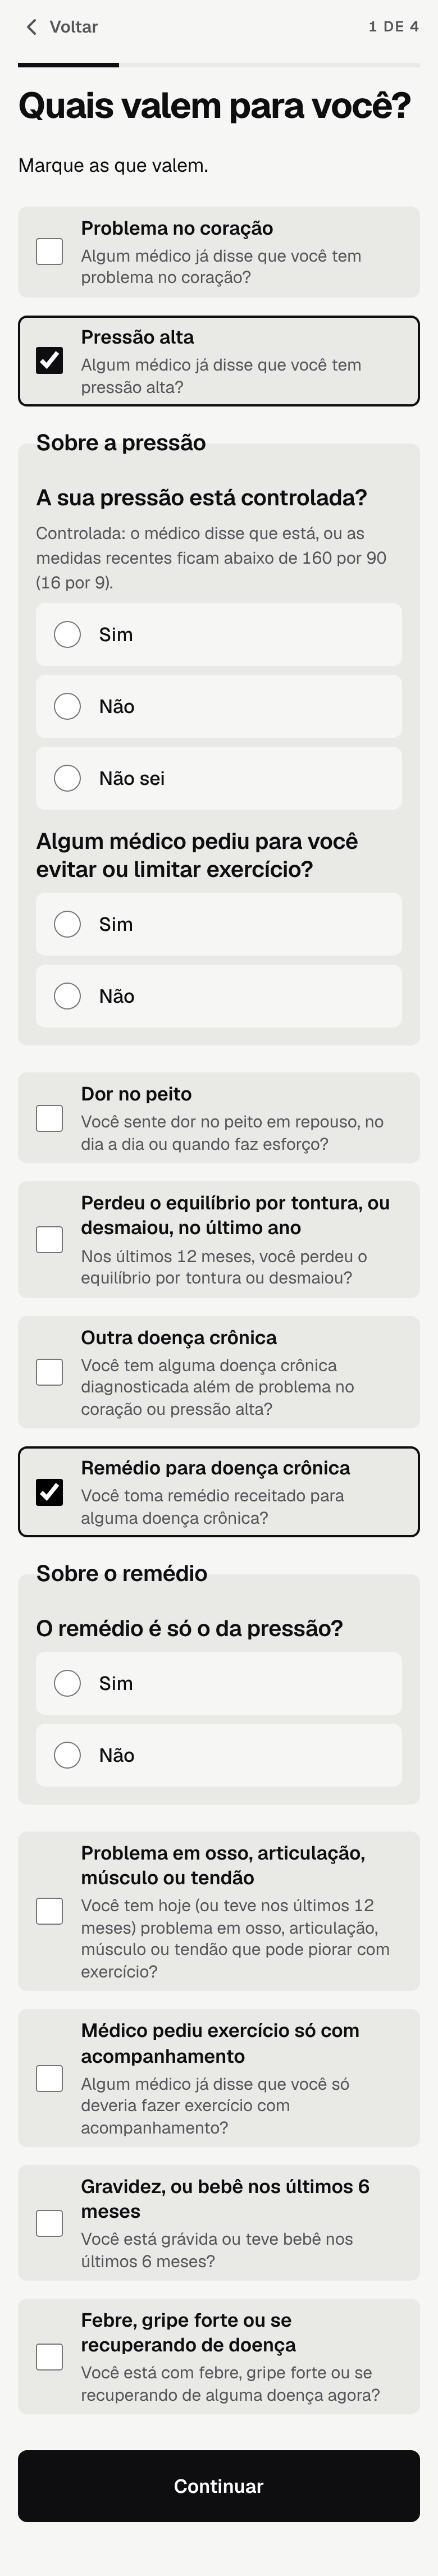 Voltar
1 DE 4
Quais valem para você?
Marque as que valem.
Problema no coração
Algum médico já disse que você tem
problema no coração?
Pressão alta
Algum médico já disse que você tem
pressão alta?
Sobre a pressão
A sua pressão está controlada?
Controlada: o médico disse que está, ou as
medidas recentes ficam abaixo de 160 por 90
(16 por 9).
Sim
Não
Não sei
Algum médico pediu para você
evitar ou limitar exercício?
Sim
Não
Dor no peito
Você sente dor no peito em repouso, no
dia a dia ou quando faz esforço?
Perdeu o equilíbrio por tontura, ou
desmaiou, no último ano
Nos últimos 12 meses, você perdeu o
equilíbrio por tontura ou desmaiou?
Outra doença crônica
Você tem alguma doença crônica
diagnosticada além de problema no
coração ou pressão alta?
Remédio para doença crônica
Você toma remédio receitado para
alguma doença crônica?
Sobre o remédio
O remédio é só o da pressão?
Sim
Não
Problema em osso, articulação,
músculo ou tendão
Você tem hoje (ou teve nos últimos 12
meses) problema em osso, articulação,
músculo ou tendão que pode piorar com
exercício?
Médico pediu exercício só com
acompanhamento
Algum médico já disse que você só
deveria fazer exercício com
acompanhamento?
Gravidez, ou bebê nos últimos 6
meses
Você está grávida ou teve bebê nos
últimos 6 meses?
Febre, gripe forte ou se
recuperando de doença
Você está com febre, gripe forte ou se
recuperando de alguma doença agora?
Continuar